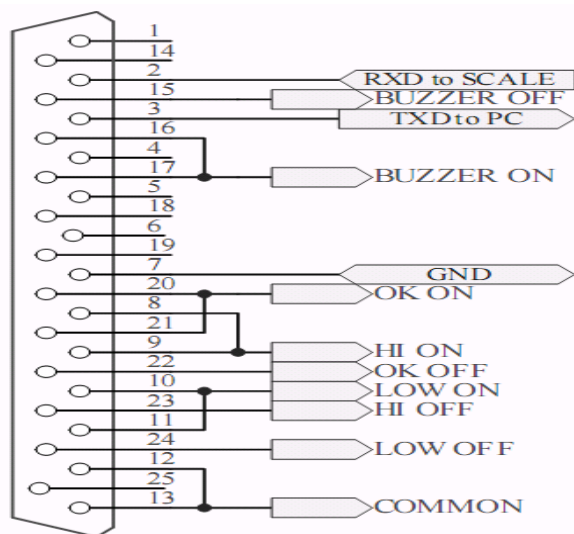 1
14
2 RXD to SCALE
15 BUZZER OFF
3 TXD to PC
16
4
17 BUZZER ON
5
18
6
19
7 GND
20 OK ON
8
21
9 HI ON
22 OK OFF
10 LOW ON
23 HI OFF
11
24 LOW OFF
12
25
13 COMMON